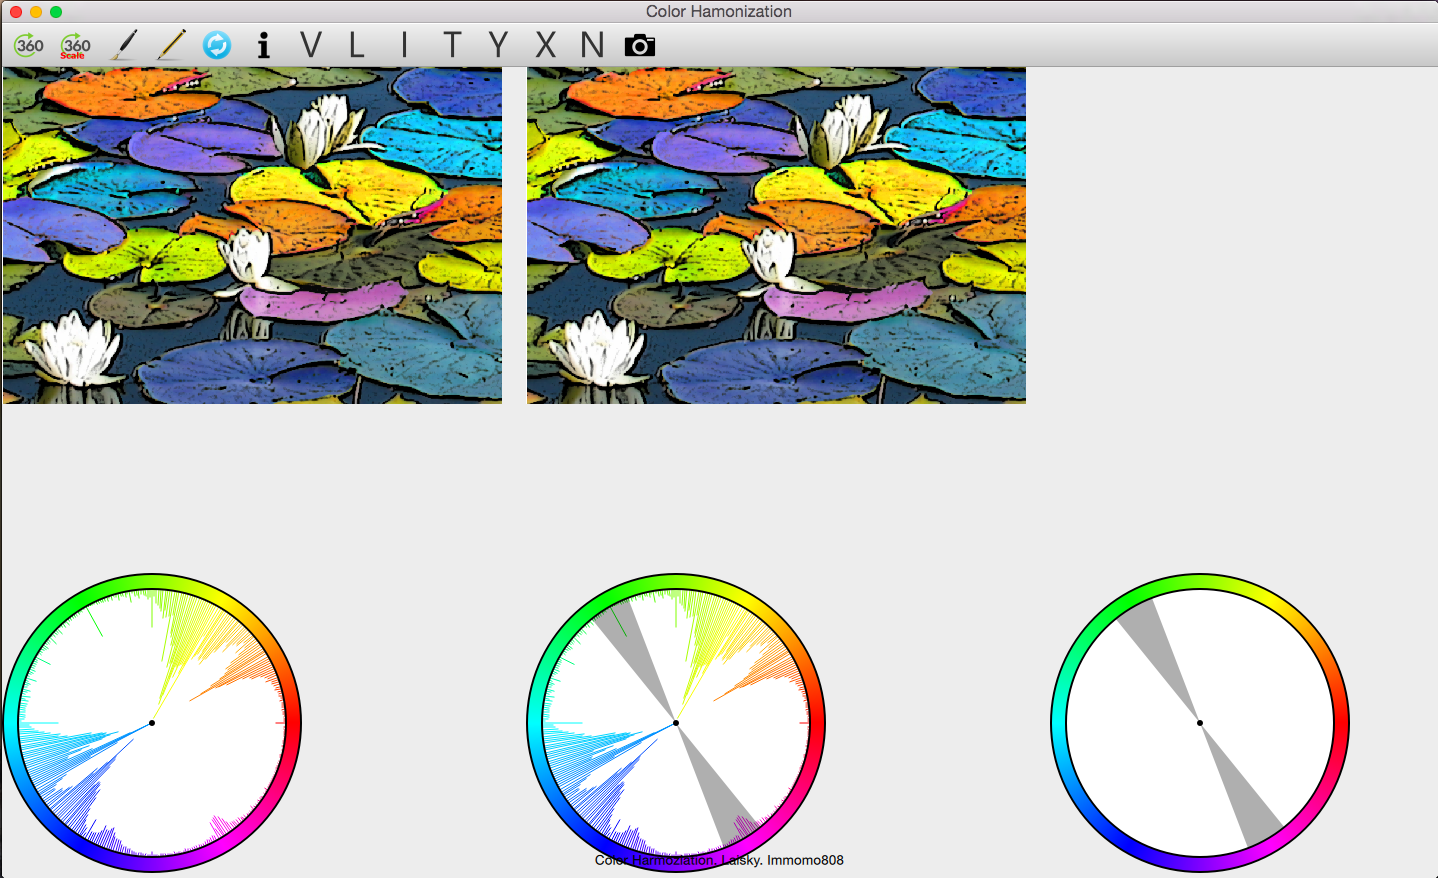 Color Hamonization
360 360 Scale i V L I T Y X N
Color Harmoziation, Laisky. Immomo808